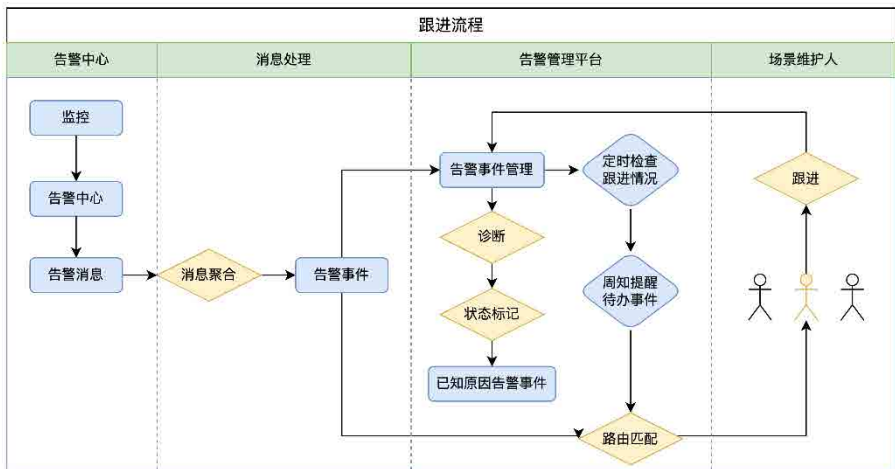 跟进流程
告警中心
消息处理
告警管理平台
场景维护人
监控
告警中心
告警消息
消息聚合
告警事件
告警事件管理
诊断
状态标记
已知原因告警事件
定时检查
跟进情况
周知提醒
待办事件
路由匹配
跟进